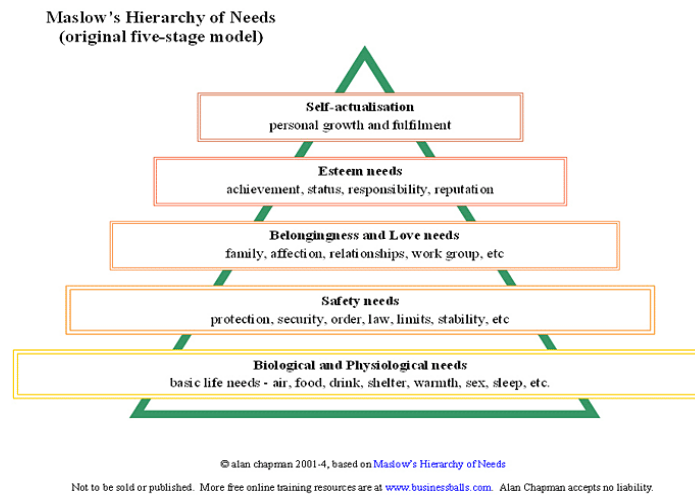 Maslow's Hierarchy of Needs
(original five-stage model)
Self-actualisation
personal growth and fulfilment
Esteem needs
achievement, status, responsibility, reputation
Belongingness and Love needs
family, affection, relationships, work group, etc
Safety needs
protection, security, order, law, limits, stability, etc
Biological and Physiological needs
basic life needs - air, food, drink, shelter, warmth, sex, sleep, etc.
© alan chapman 2001-4, based on Maslow's Hierarchy of Needs
Not to be sold or published. More free online training resources are at www.businessballs.com. Alan Chapman accepts no liability.